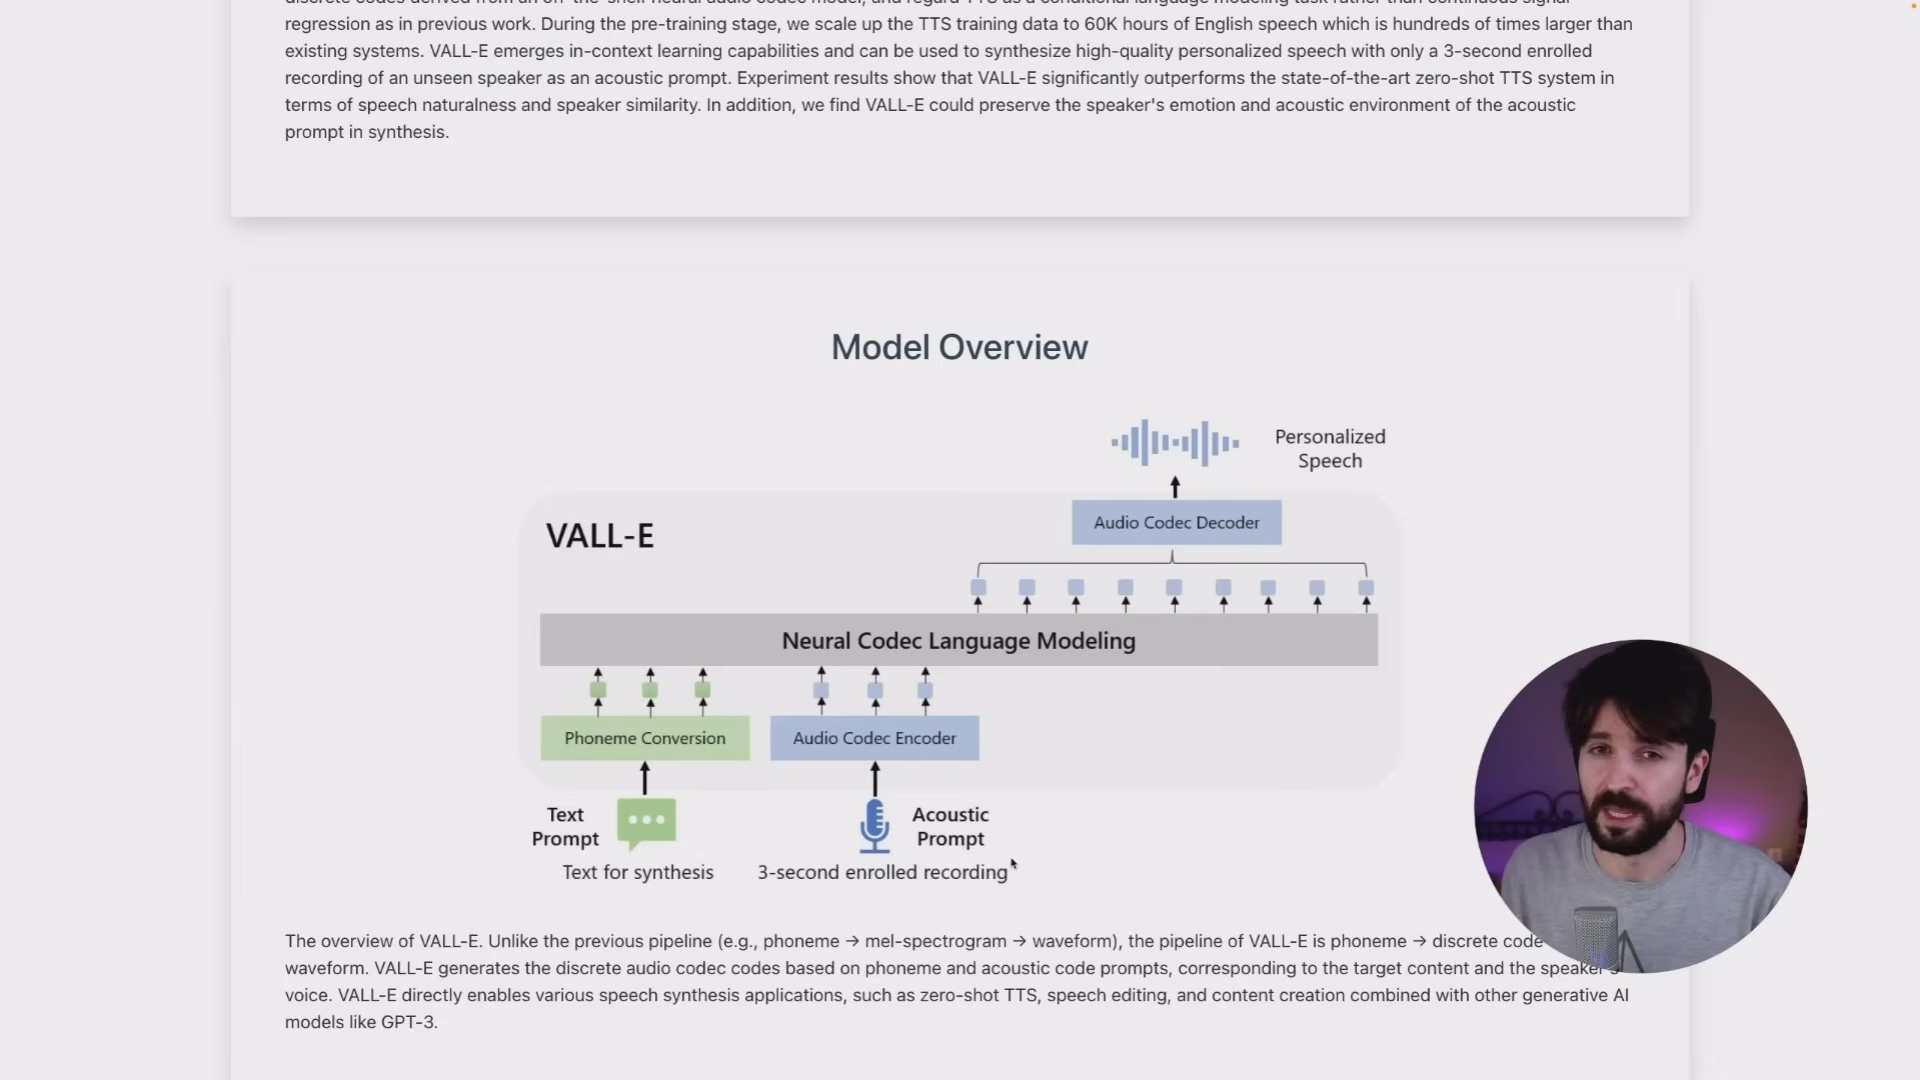 regression as in previous work. During the pre-training stage, we scale up the TTS training data to 60K hours of English speech which is hundreds of times larger than
existing systems. VALL-E emerges in-context learning capabilities and can be used to synthesize high-quality personalized speech with only a 3-second enrolled
recording of an unseen speaker as an acoustic prompt. Experiment results show that VALL-E significantly outperforms the state-of-the-art zero-shot TTS system in
terms of speech naturalness and speaker similarity. In addition, we find VALL-E could preserve the speaker's emotion and acoustic environment of the acoustic
prompt in synthesis.
Model Overview
Personalized
Speech
VALL-E
Audio Codec Decoder
Neural Codec Language Modeling
Phoneme Conversion
Audio Codec Encoder
Text
Prompt
Acoustic
Prompt
Text for synthesis
3-second enrolled recording
The overview of VALL-E. Unlike the previous pipeline (e.g., phoneme → mel-spectrogram → waveform), the pipeline of VALL-E is phoneme → discrete code
waveform. VALL-E generates the discrete audio codec codes based on phoneme and acoustic code prompts, corresponding to the target content and the speaker's
voice. VALL-E directly enables various speech synthesis applications, such as zero-shot TTS, speech editing, and content creation combined with other generative AI
models like GPT-3.